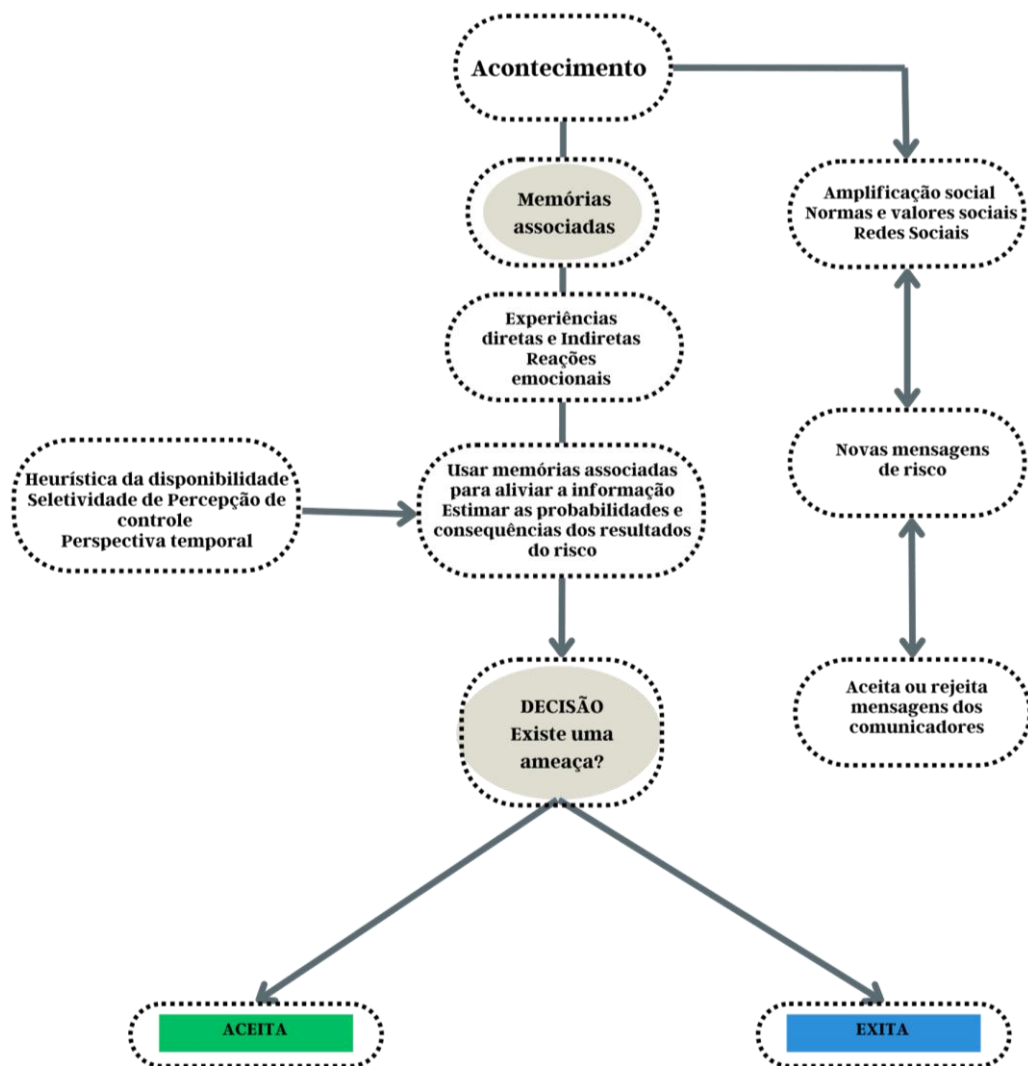 Acontecimento
Memórias
associadas
Amplificação social
Normas e valores sociais
Redes Sociais
Experiências
diretas e Indiretas
Reações
emocionais
Heurística da disponibilidade
Seletividade de Percepção de
controle
Perspectiva temporal
Usar memórias associadas
para aliviar a informação
Estimar as probabilidades e
consequências dos resultados
do risco
Novas mensagens
de risco
DECISÃO
Existe uma
ameaça?
Aceita ou rejeita
mensagens dos
comunicadores
ACEITA
EXITA